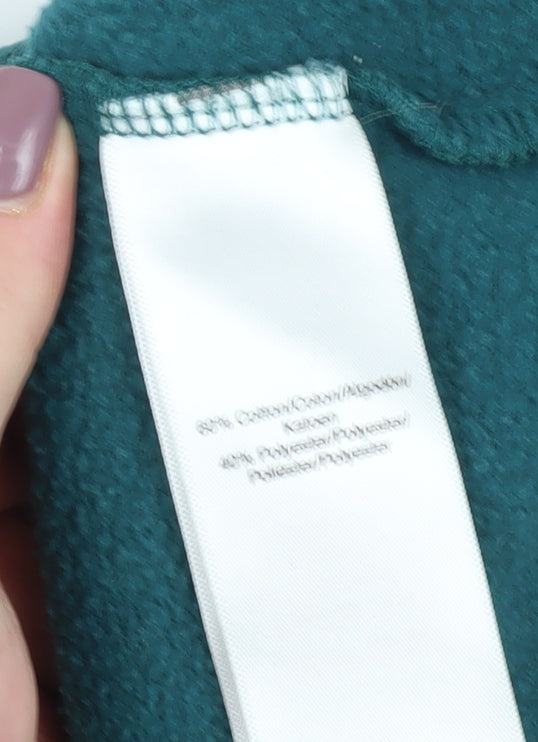 60% Cotton/Coton/Algodón/
Katoen
40% Polyester/Polyester/
Poliéster/Polyester